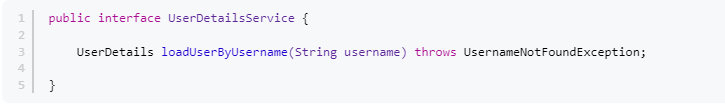 1 public interface UserDetailsService {
2
3     UserDetails loadUserByUsername(String username) throws UsernameNotFoundException;
4
5 }